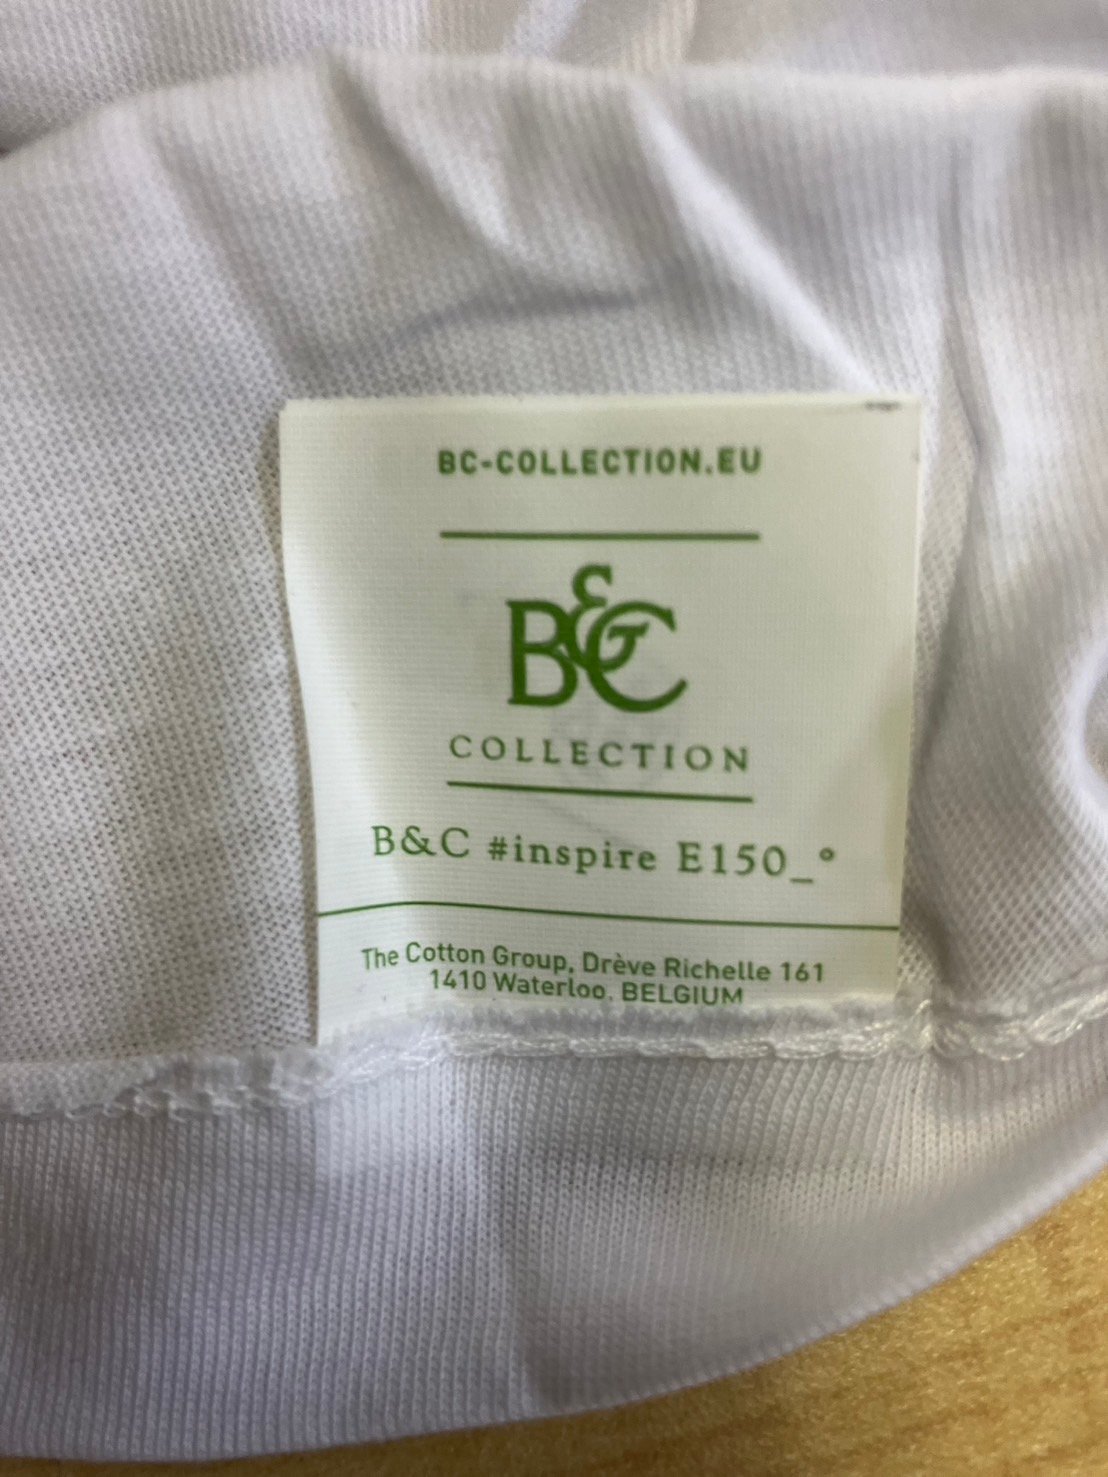 BC-COLLECTION.EU
B&C
COLLECTION
B&C #inspire E150_°
The Cotton Group, Drève Richelle 161
1410 Waterloo, BELGIUM